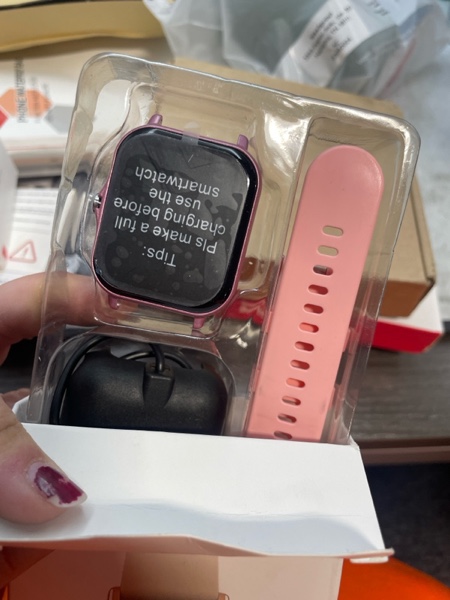 Tips:
Pls make a full
charging before
use the
smartwatch